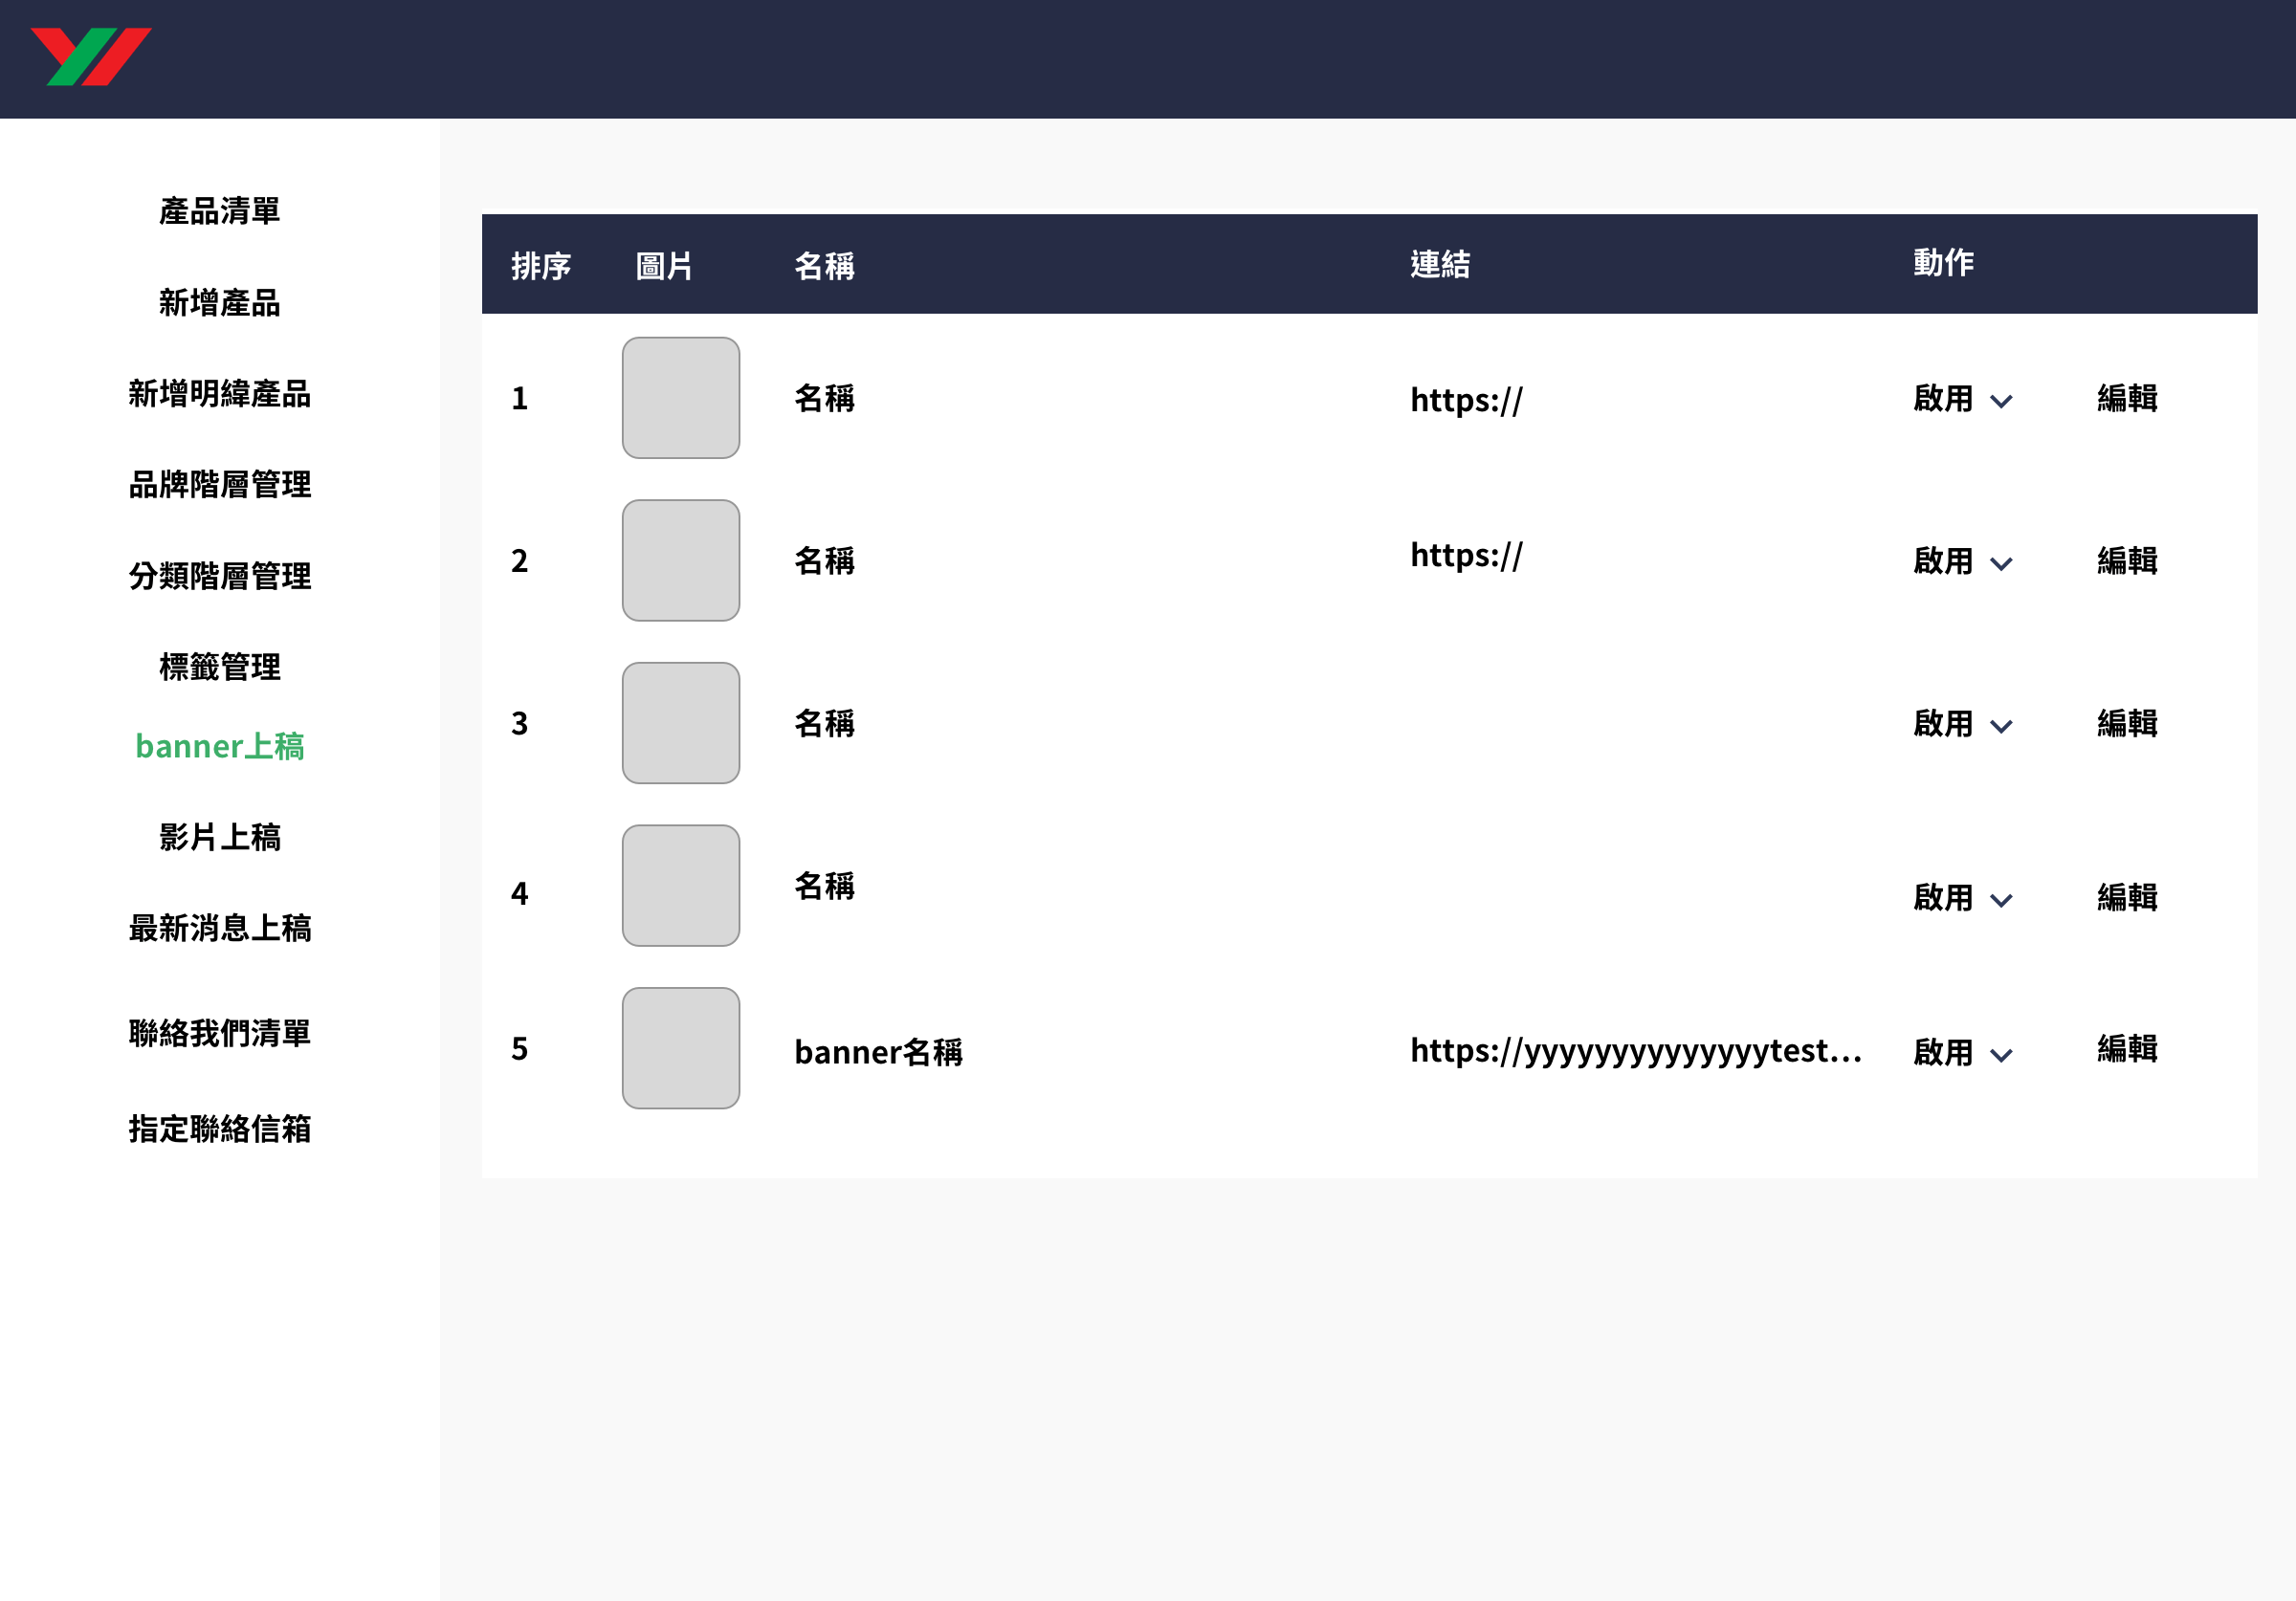 產品清單
新增產品
新增明緯產品
品牌階層管理
分類階層管理
標籤管理
banner上稿
影片上稿
最新消息上稿
聯絡我們清單
指定聯絡信箱
排序 圖片 名稱 連結 動作
1 名稱 https:// 啟用 編輯
2 名稱 https:// 啟用 編輯
3 名稱 啟用 編輯
4 名稱 啟用 編輯
5 banner名稱 https://yyyyyyyyyyyyyytest... 啟用 編輯